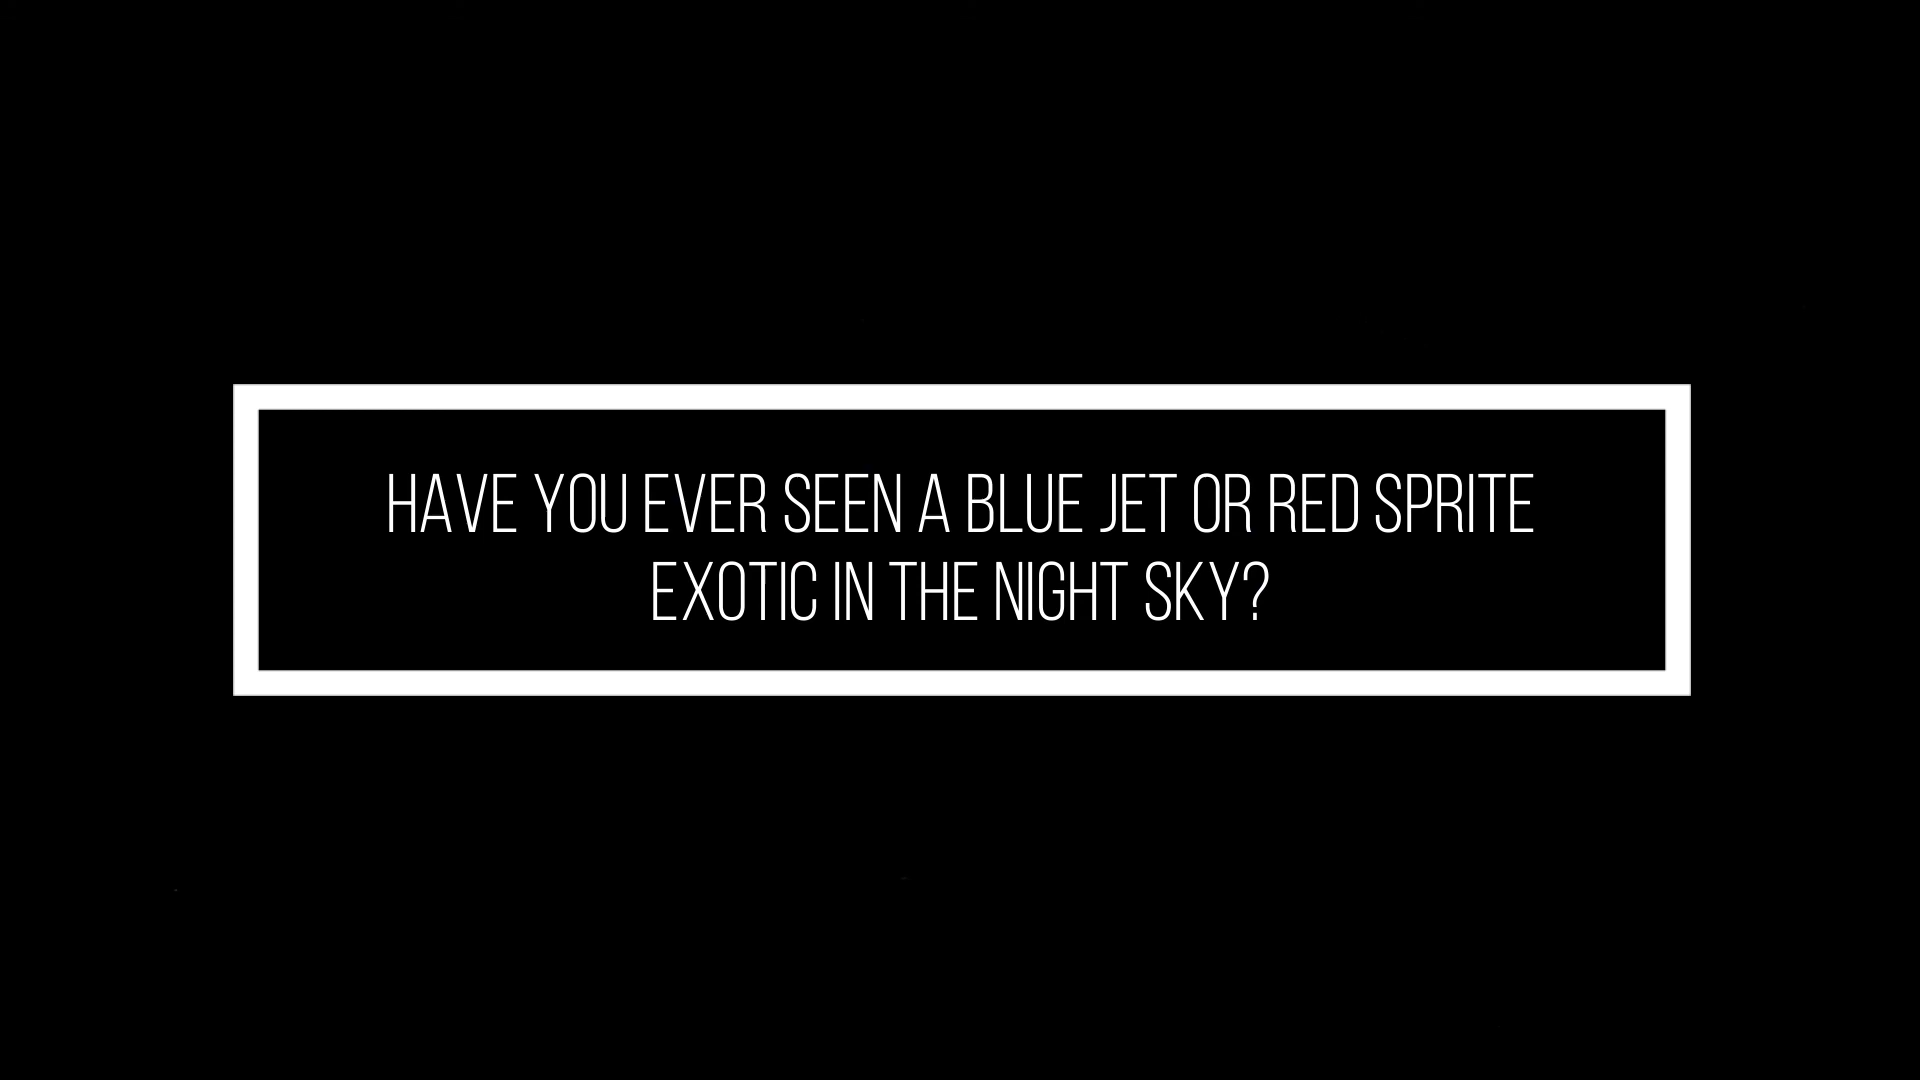 HAVE YOU EVER SEEN A BLUE JET OR RED SPRITE
EXOTIC IN THE NIGHT SKY?